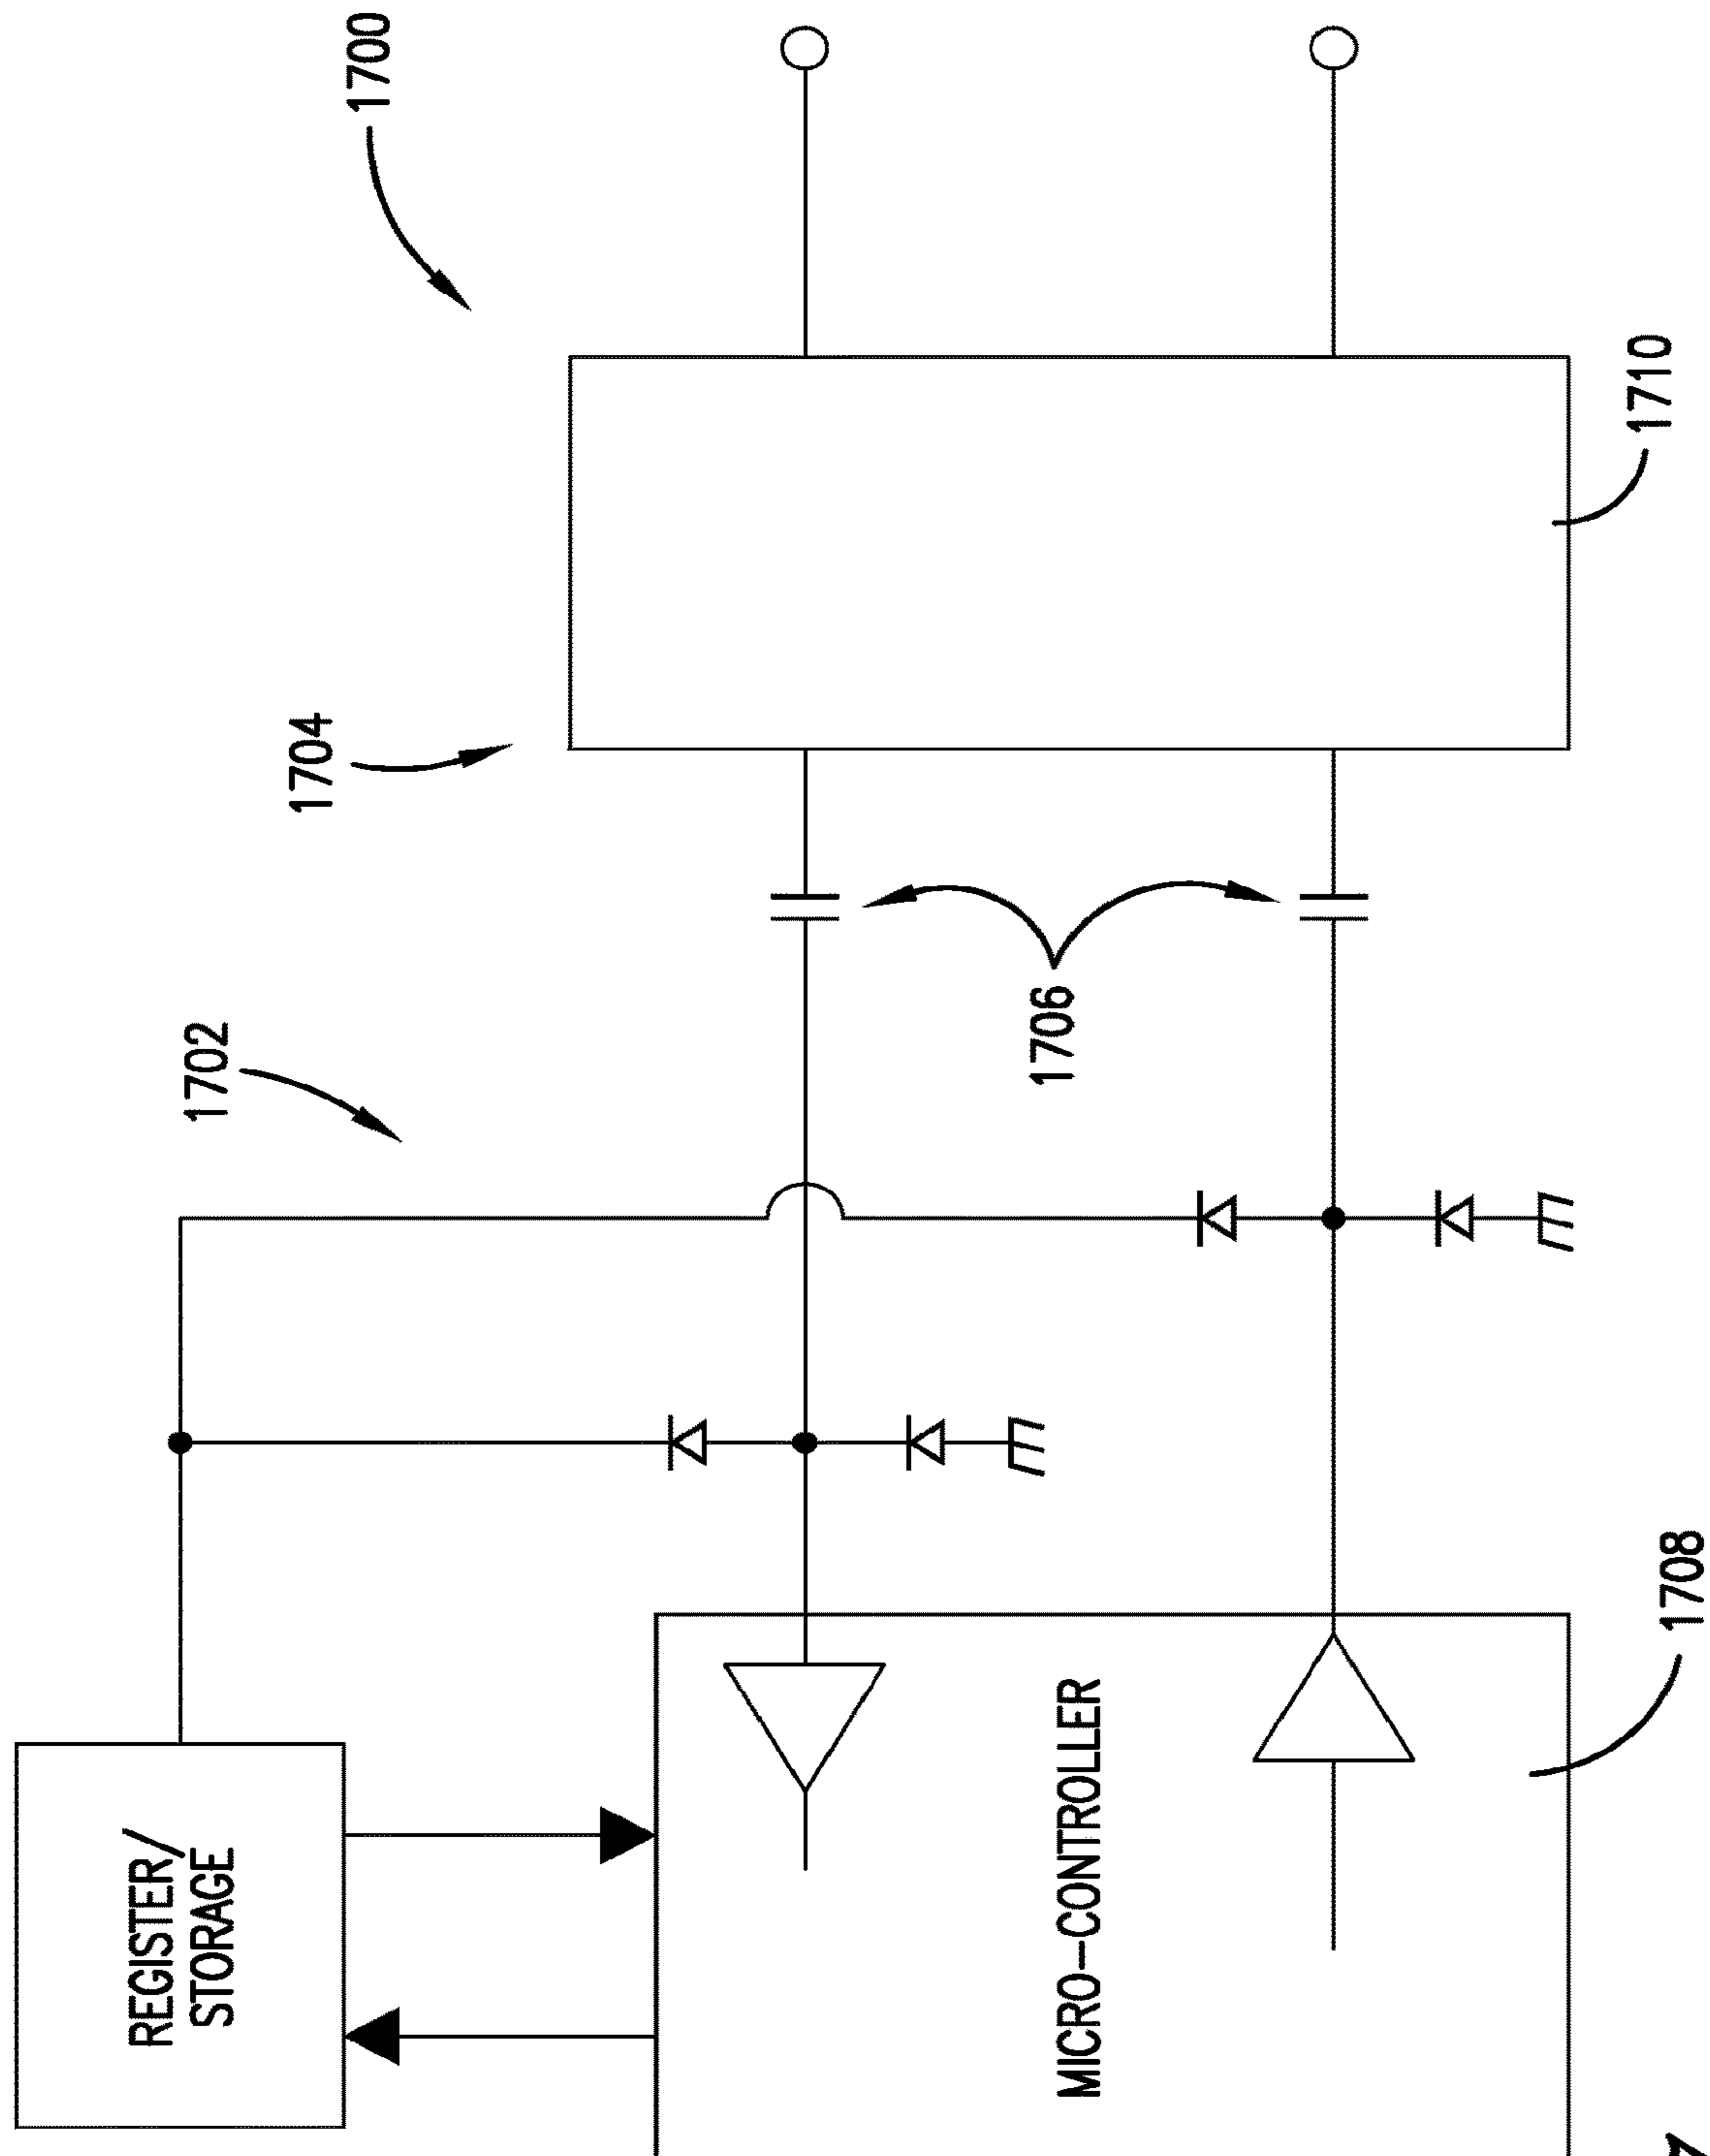 1700
1704
1702
1706
1710
1708
REGISTER/
STORAGE
MICRO-CONTROLLER